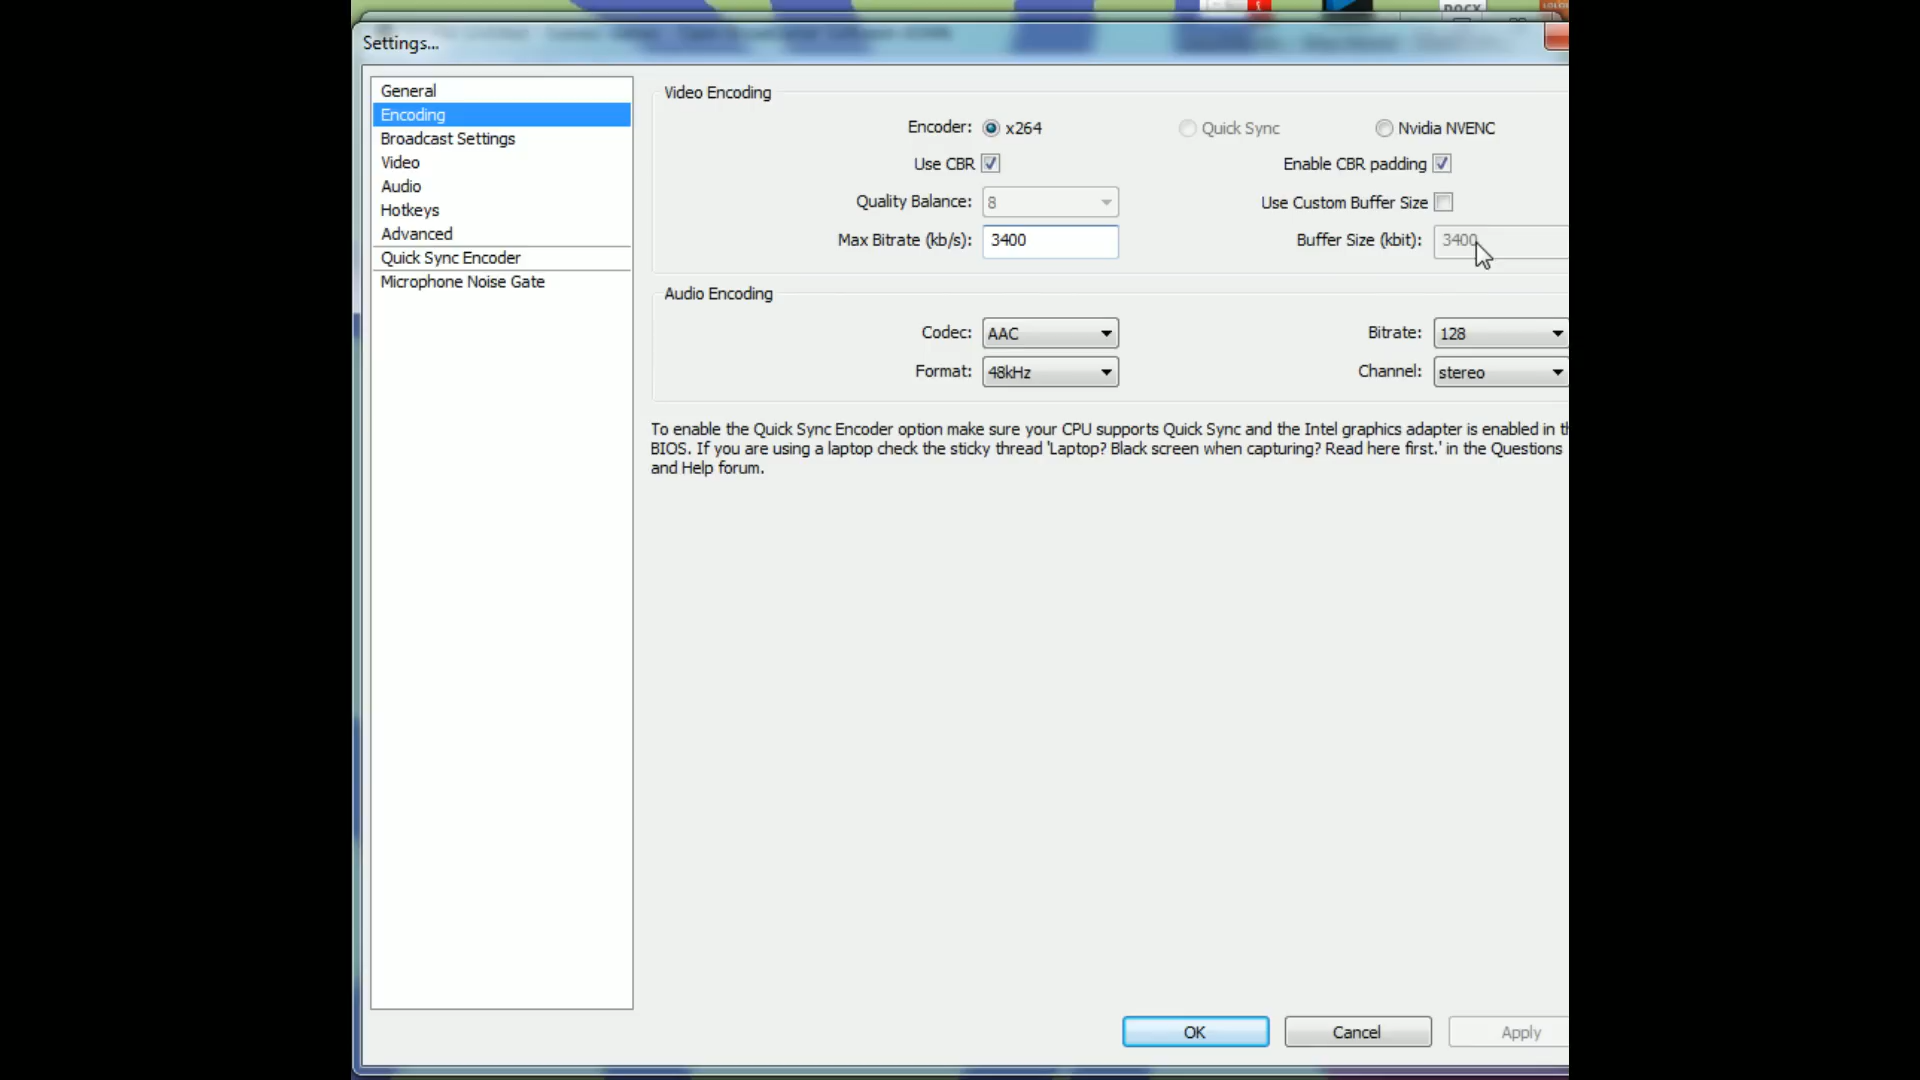 DOCX
Settings...
General
Encoding
Broadcast Settings
Video
Audio
Hotkeys
Advanced
Quick Sync Encoder
Microphone Noise Gate
Video Encoding
Encoder: x264 Quick Sync Nvidia NVENC
Use CBR Enable CBR padding
Quality Balance: 8 Use Custom Buffer Size
Max Bitrate (kb/s): 3400 Buffer Size (kbit): 3400
Audio Encoding
Codec: AAC Bitrate: 128
Format: 48kHz Channel: stereo
To enable the Quick Sync Encoder option make sure your CPU supports Quick Sync and the Intel graphics adapter is enabled in th
BIOS. If you are using a laptop check the sticky thread 'Laptop? Black screen when capturing? Read here first.' in the Questions
and Help forum.
OK Cancel Apply